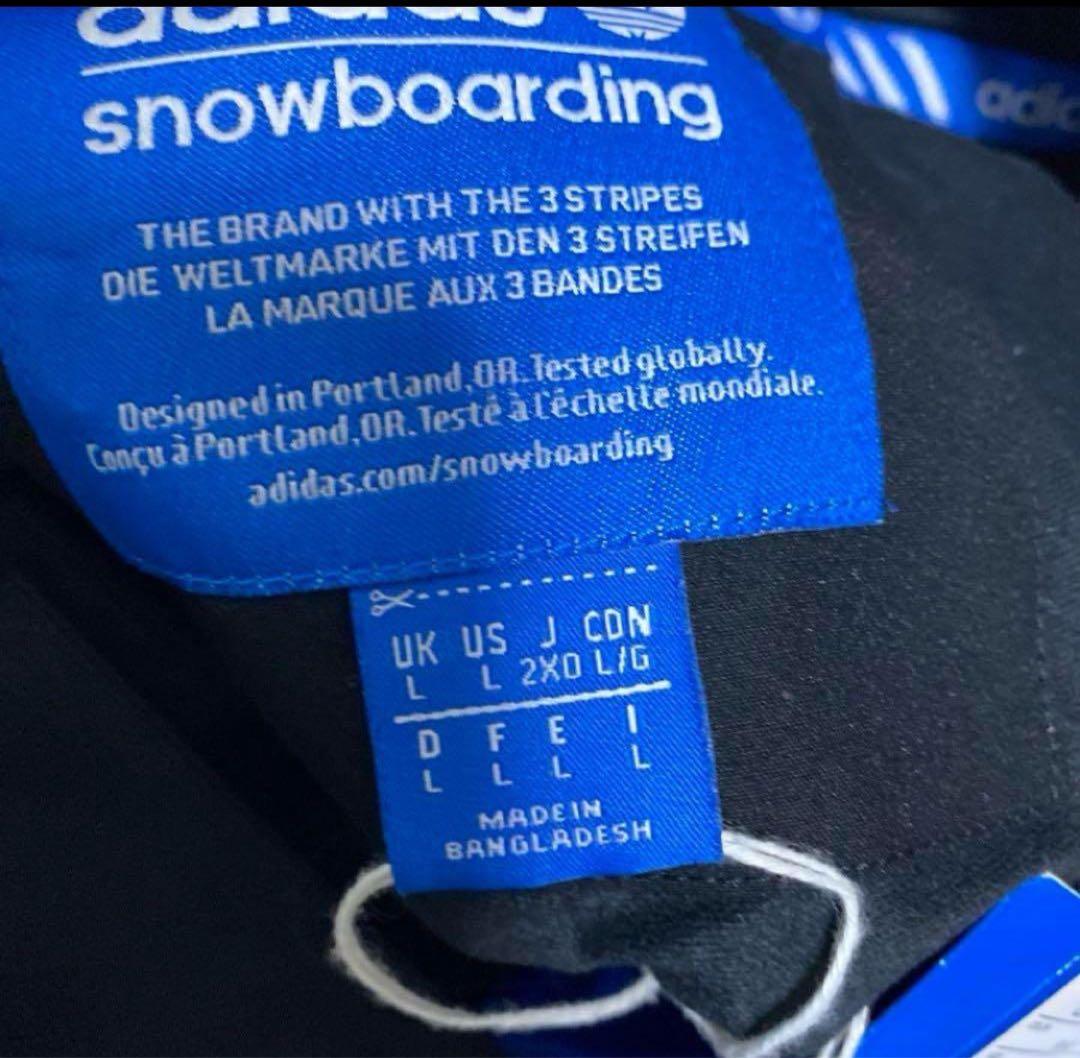 adidas
snowboarding
THE BRAND WITH THE 3 STRIPES
DIE WELTMARKE MIT DEN 3 STREIFEN
LA MARQUE AUX 3 BANDES
Designed in Portland, OR. Tested globally.
Conçu à Portland, OR. Testé à l'échelle mondiale.
adidas.com/snowboarding
UK US J CDN
L L 2XO L/G
D F E I
L L L L
MADE IN
BANGLADESH